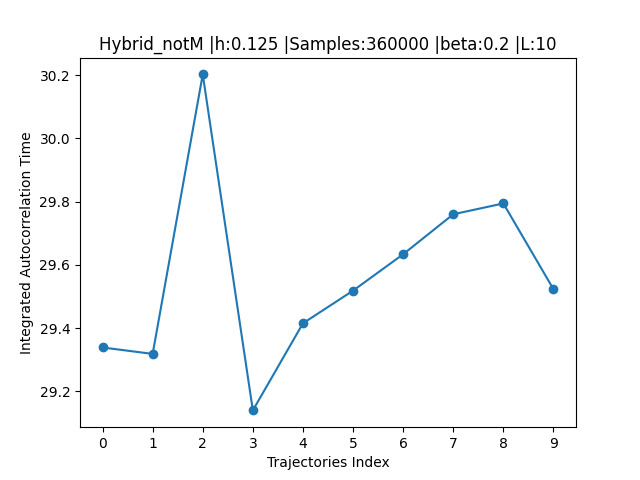 Hybrid_notM |h:0.125 |Samples:360000 |beta:0.2 |L:10
30.2
30.0
29.8
29.6
29.4
29.2
Integrated Autocorrelation Time
0 1 2 3 4 5 6 7 8 9
Trajectories Index